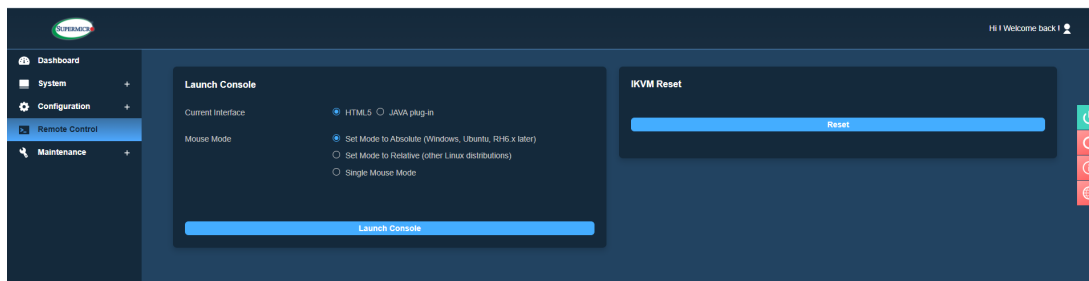 SUPERMICR
Hi ! Welcome back !
Dashboard
System +
Configuration +
Remote Control
Maintenance +
Launch Console
Current Interface HTML5 JAVA plug-in
Mouse Mode Set Mode to Absolute (Windows, Ubuntu, RH6.x later)
Set Mode to Relative (other Linux distributions)
Single Mouse Mode
Launch Console
IKVM Reset
Reset